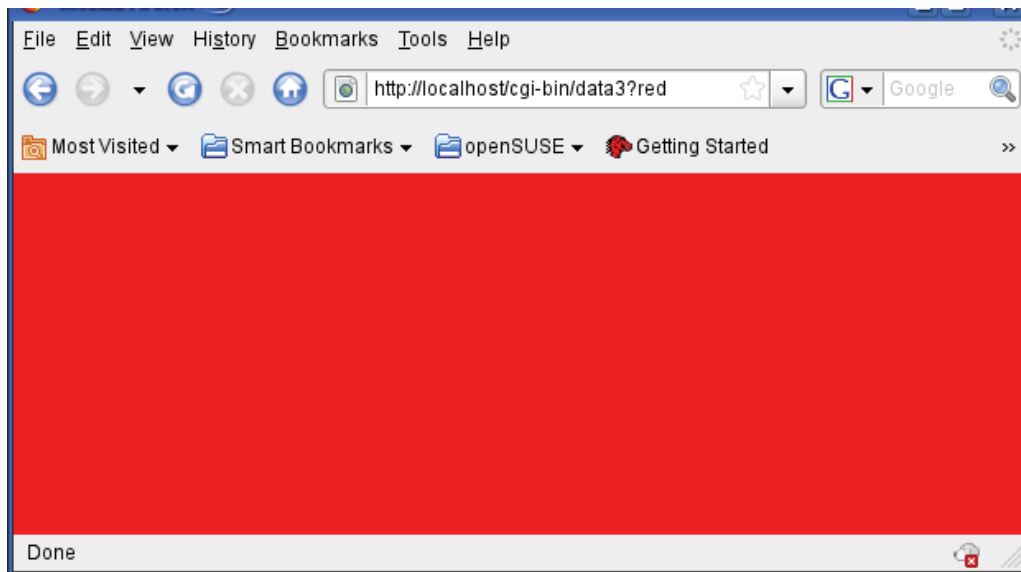 File Edit View History Bookmarks Tools Help
http://localhost/cgi-bin/data3?red G Google
Most Visited Smart Bookmarks openSUSE Getting Started »
Done